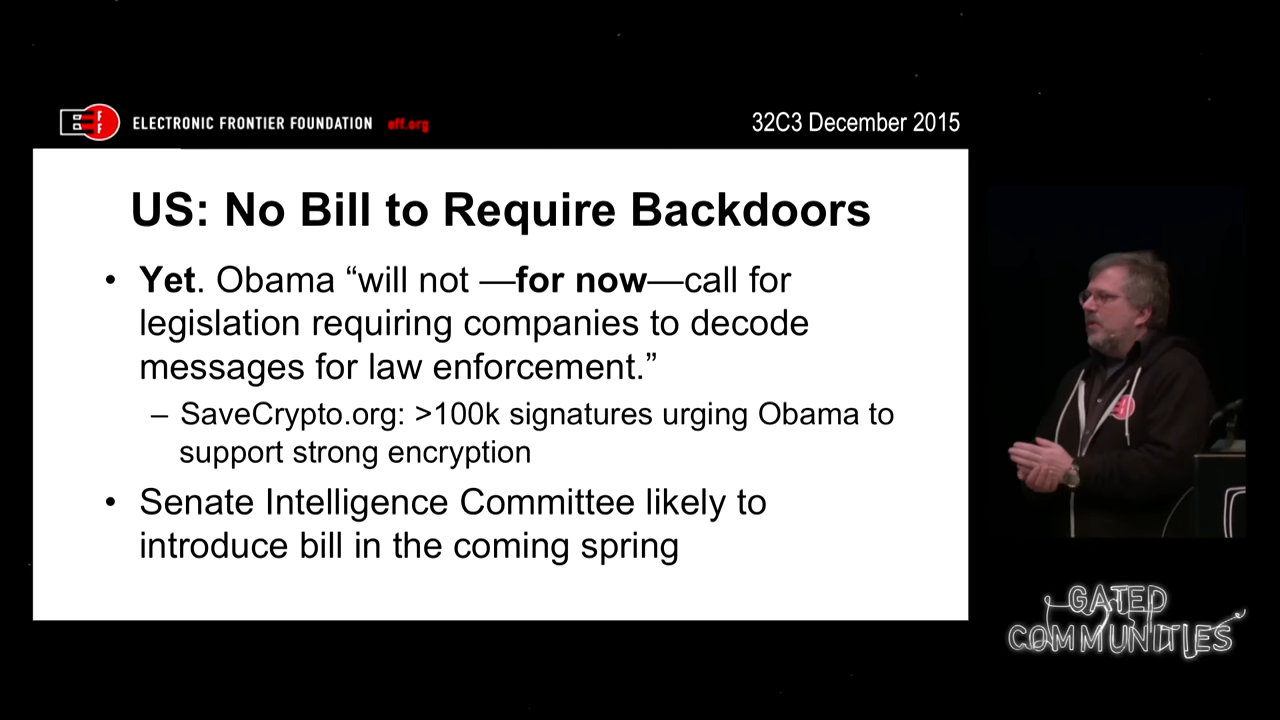 EFF ELECTRONIC FRONTIER FOUNDATION eff.org
32C3 December 2015
US: No Bill to Require Backdoors
• Yet. Obama “will not —for now—call for
legislation requiring companies to decode
messages for law enforcement.”
– SaveCrypto.org: >100k signatures urging Obama to
support strong encryption
• Senate Intelligence Committee likely to
introduce bill in the coming spring
GATED
COMMUNITIES